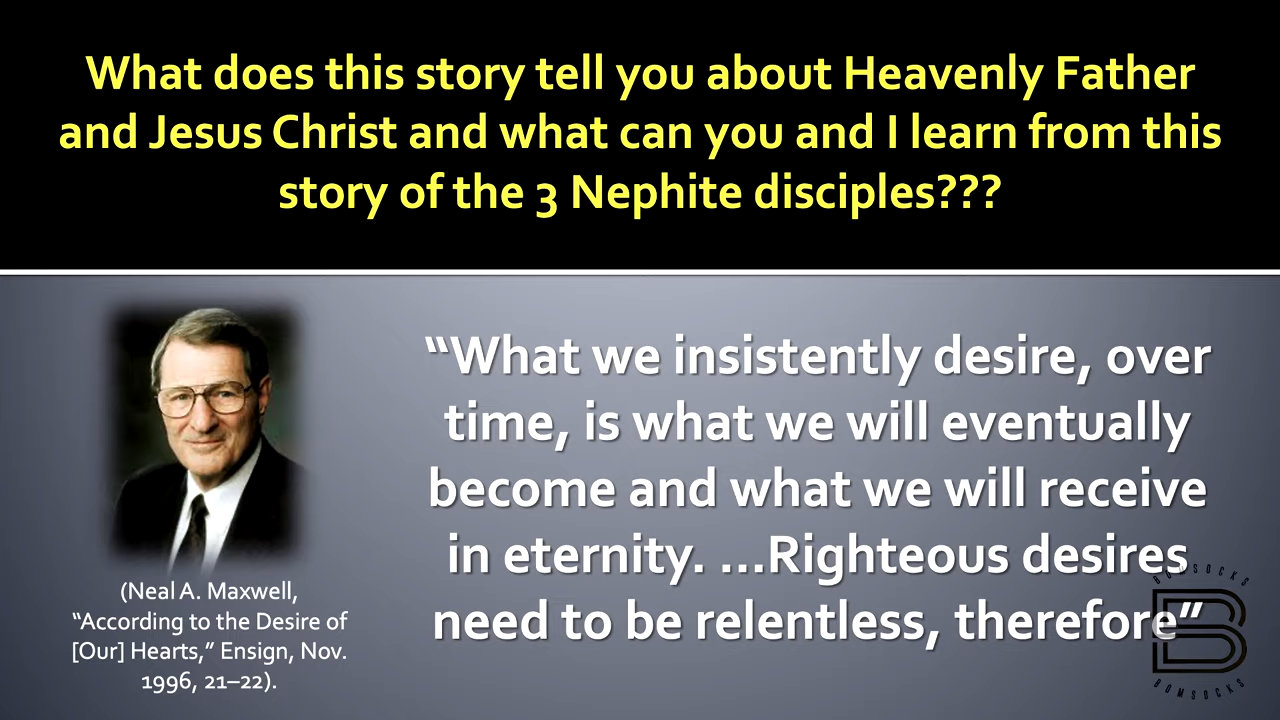 What does this story tell you about Heavenly Father
and Jesus Christ and what can you and I learn from this
story of the 3 Nephite disciples???
“What we insistently desire, over
time, is what we will eventually
become and what we will receive
in eternity. ...Righteous desires
need to be relentless, therefore”
(Neal A. Maxwell,
“According to the Desire of
[Our] Hearts,” Ensign, Nov.
1996, 21–22).
BOMSOCKS
B
BOMSOCKS